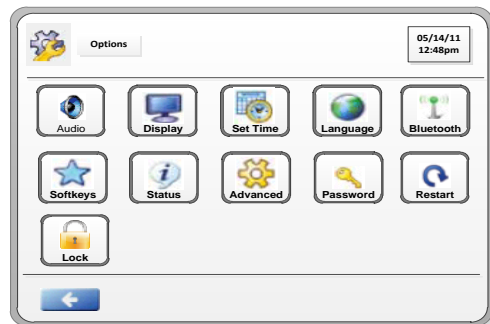 Options
05/14/11
12:48pm
Audio
Display
Set Time
Language
Bluetooth
Softkeys
Status
Advanced
Password
Restart
Lock